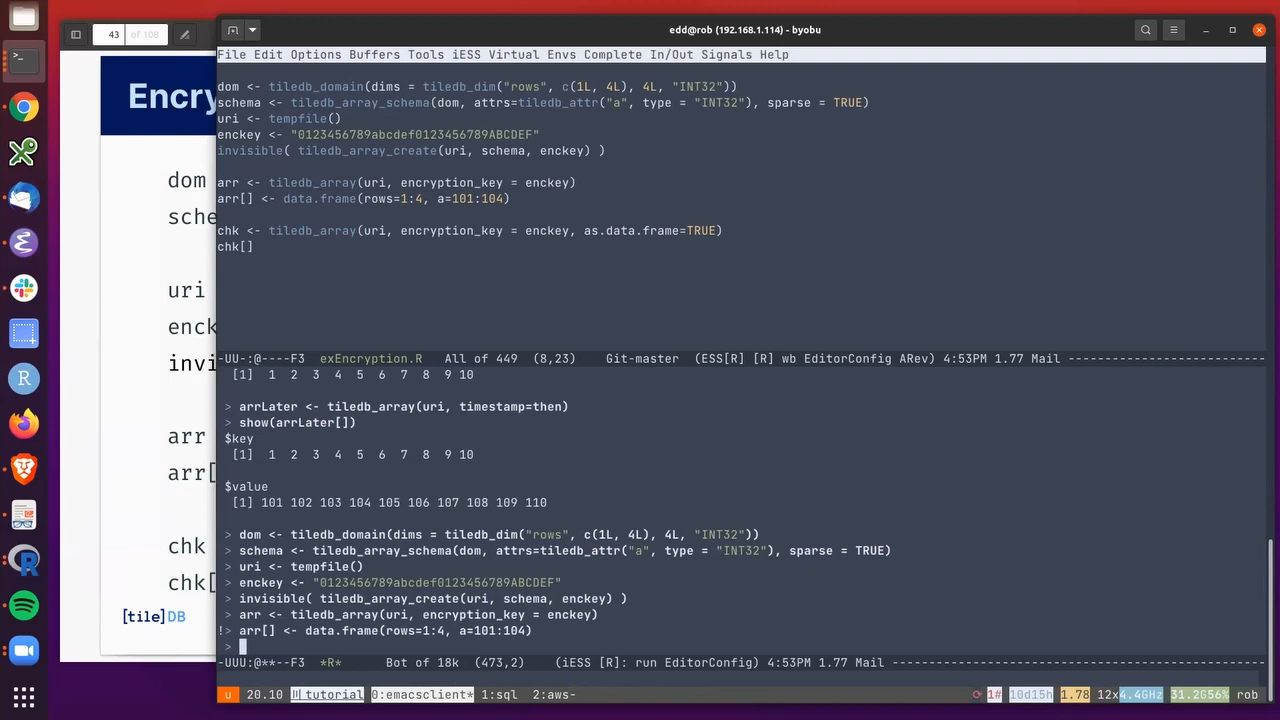 43 of 108
edd@rob (192.168.1.114) - byobu
File Edit Options Buffers Tools iESS Virtual Envs Complete In/Out Signals Help
dom <- tiledb_domain(dims = tiledb_dim("rows", c(1L, 4L), 4L, "INT32"))
schema <- tiledb_array_schema(dom, attrs=tiledb_attr("a", type = "INT32"), sparse = TRUE)
uri <- tempfile()
enckey <- "0123456789abcdef0123456789ABCDEF"
invisible( tiledb_array_create(uri, schema, enckey) )
arr <- tiledb_array(uri, encryption_key = enckey)
arr[] <- data.frame(rows=1:4, a=101:104)
chk <- tiledb_array(uri, encryption_key = enckey, as.data.frame=TRUE)
chk[]
-UU-:@----F3 exEncryption.R All of 449 (8,23) Git-master (ESS[R] [R] wb EditorConfig ARev) 4:53PM 1.77 Mail --------------------------
[1] 1 2 3 4 5 6 7 8 9 10
> arrLater <- tiledb_array(uri, timestamp=then)
> show(arrLater[])
$key
[1] 1 2 3 4 5 6 7 8 9 10
$value
[1] 101 102 103 104 105 106 107 108 109 110
> dom <- tiledb_domain(dims = tiledb_dim("rows", c(1L, 4L), 4L, "INT32"))
> schema <- tiledb_array_schema(dom, attrs=tiledb_attr("a", type = "INT32"), sparse = TRUE)
> uri <- tempfile()
> enckey <- "0123456789abcdef0123456789ABCDEF"
> invisible( tiledb_array_create(uri, schema, enckey) )
> arr <- tiledb_array(uri, encryption_key = enckey)
!> arr[] <- data.frame(rows=1:4, a=101:104)
>
-UUU:@**--F3 *R* Bot of 18k (473,2) (iESS [R]: run EditorConfig) 4:53PM 1.77 Mail --------------------------------------------------
u 20.10 tutorial 0:emacsclient* 1:sql 2:aws- 1# 10d15h 1.78 12x4.4GHz 31.2G56% rob
Encry
dom
sche
uri
enck
invi
arr
arr[
chk
chk[
[tile]DB